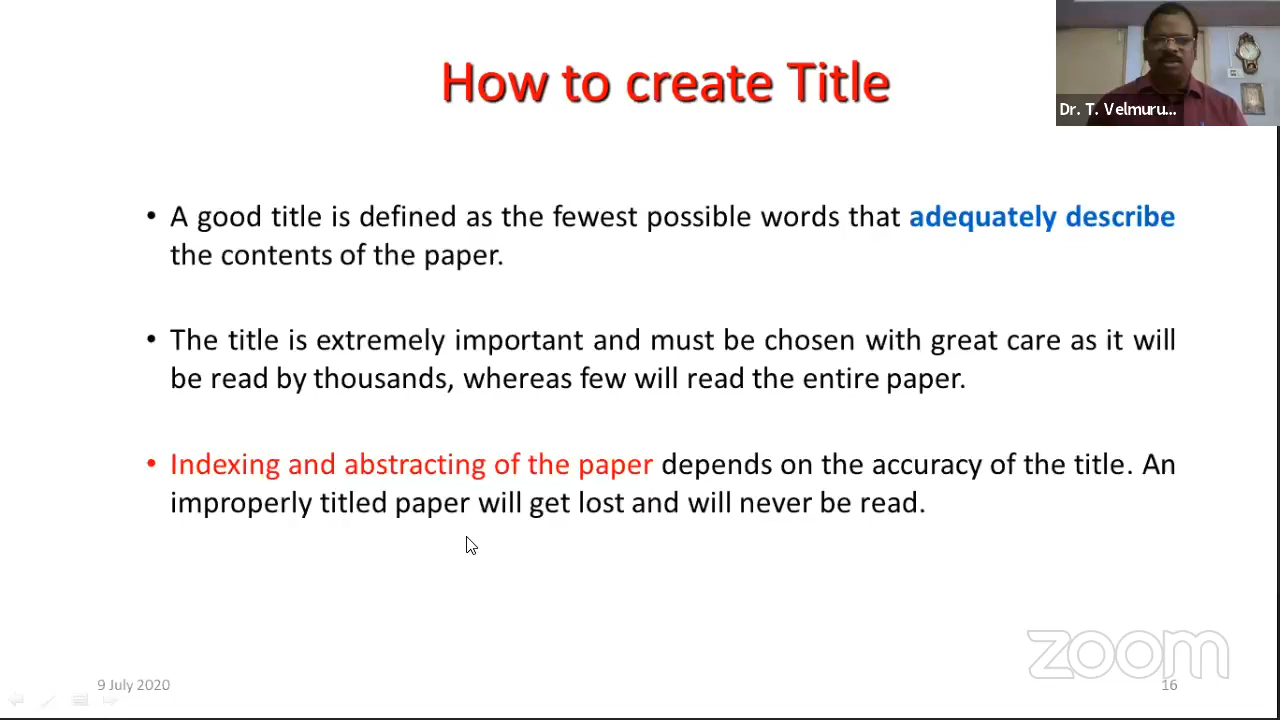 How to create Title
Dr. T. Velmuru...
• A good title is defined as the fewest possible words that adequately describe
the contents of the paper.
• The title is extremely important and must be chosen with great care as it will
be read by thousands, whereas few will read the entire paper.
• Indexing and abstracting of the paper depends on the accuracy of the title. An
improperly titled paper will get lost and will never be read.
zoom
9 July 2020
16